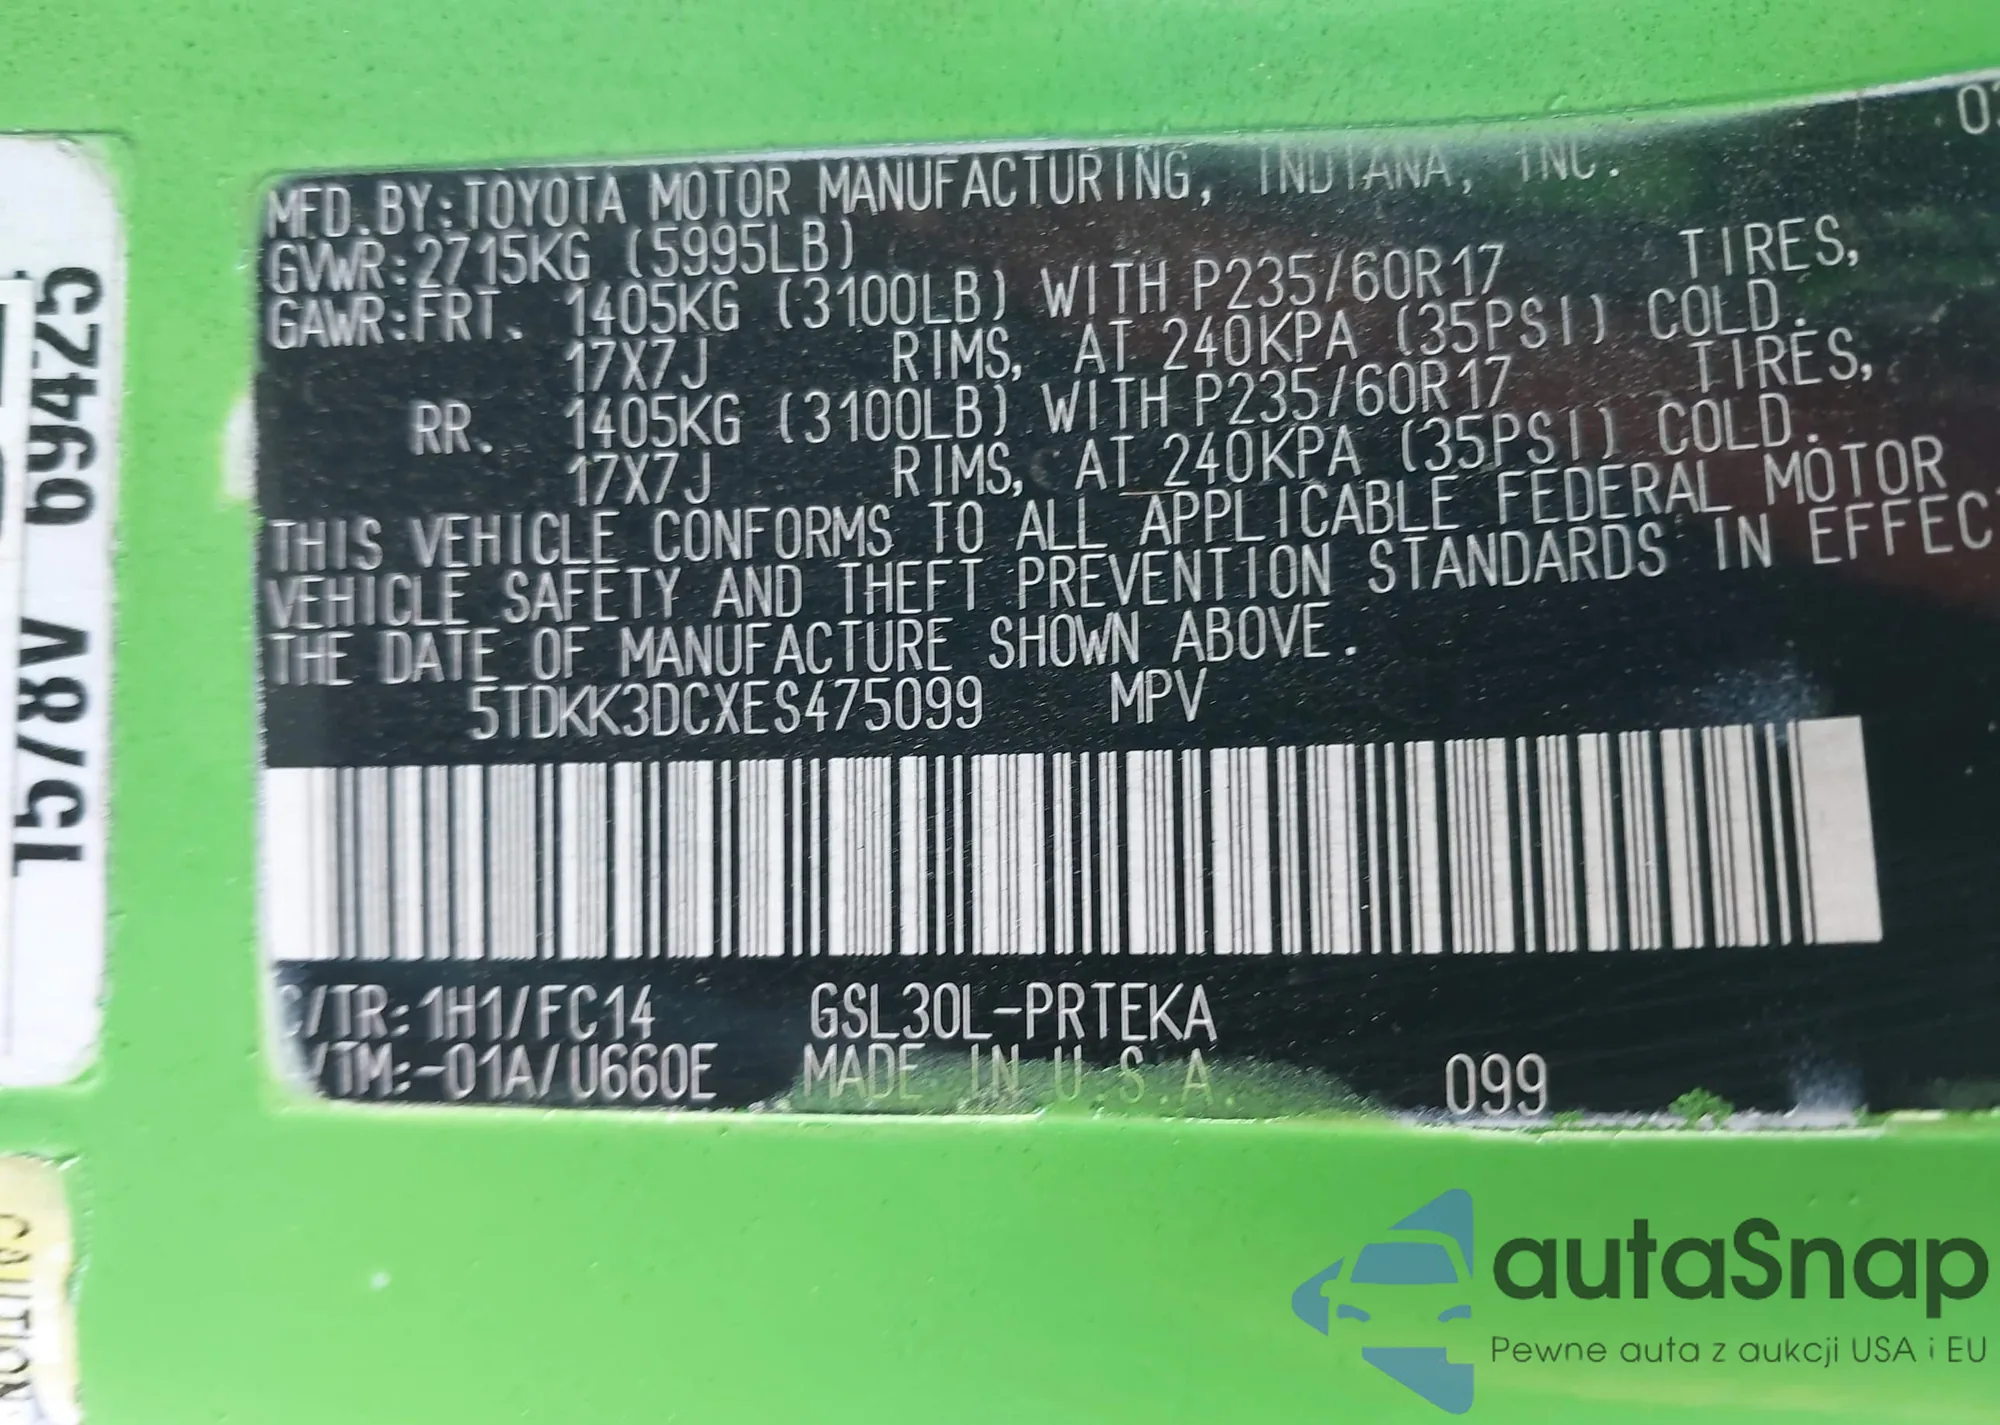 03
MFD. BY: TOYOTA MOTOR MANUFACTURING, INDIANA, INC.
GVWR: 2715KG (5995LB)
GAWR: FRT. 1405KG (3100LB) WITH P235/60R17 TIRES,
17X7J RIMS, AT 240KPA (35PSI) COLD.
RR. 1405KG (3100LB) WITH P235/60R17 TIRES,
17X7J RIMS, AT 240KPA (35PSI) COLD.
THIS VEHICLE CONFORMS TO ALL APPLICABLE FEDERAL MOTOR
VEHICLE SAFETY AND THEFT PREVENTION STANDARDS IN EFFECT
THE DATE OF MANUFACTURE SHOWN ABOVE.
5TDKK3DCXES475099 MPV
C/TR: 1H1/FC14 GSL30L-PRTEKA
/TM:-01A/U660E MADE IN U.S.A. 099
CAUTION
autaSnap
Pewne auta z aukcji USA i EU